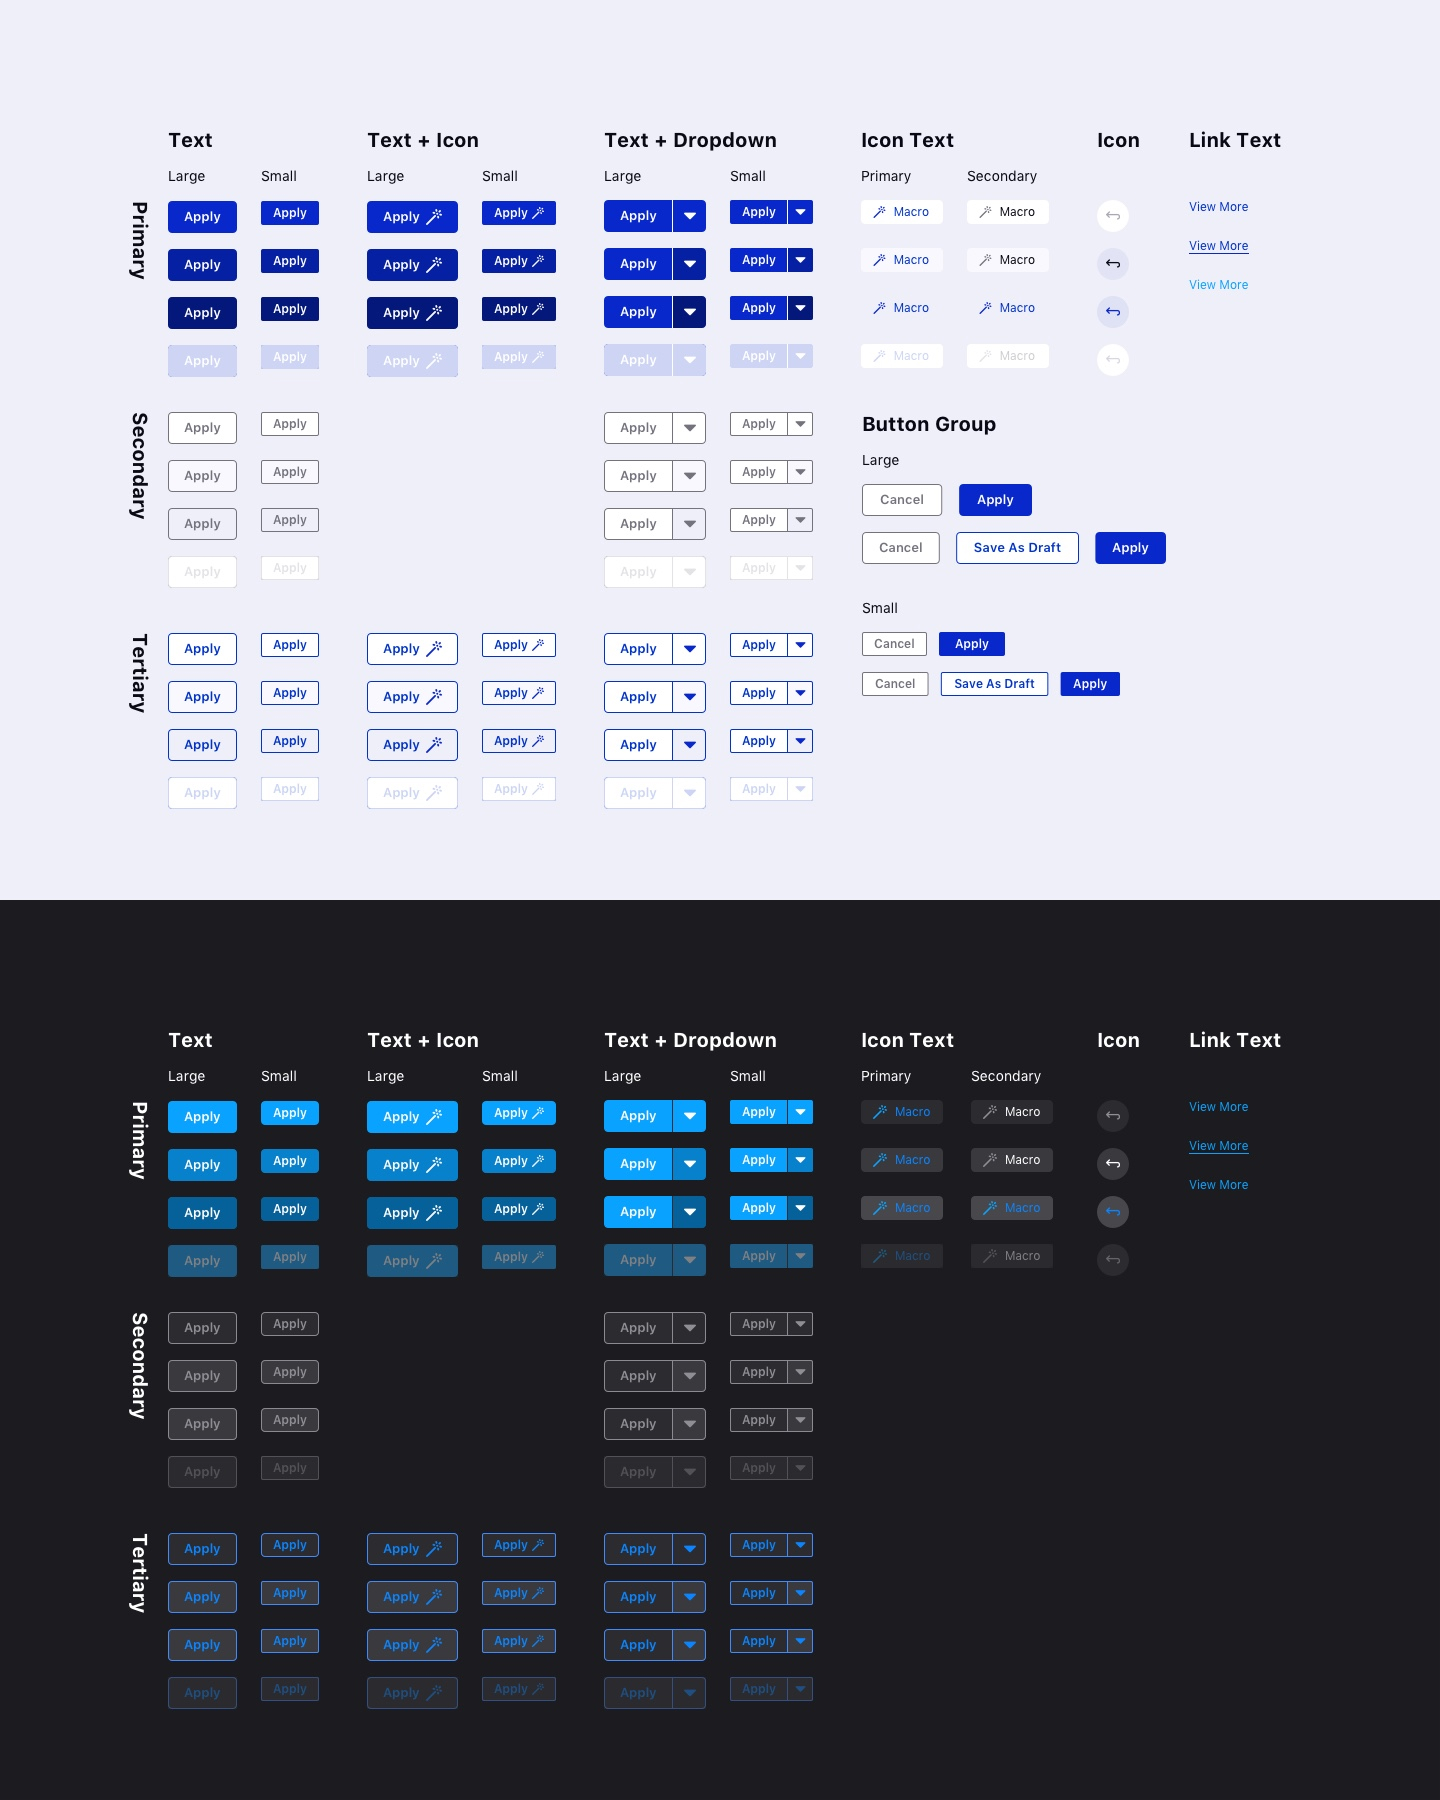 Text Text + Icon Text + Dropdown Icon Text Icon Link Text
Large Small Large Small Large Small Primary Secondary
Primary
Apply Apply Apply Apply Apply Apply Macro Macro View More
Apply Apply Apply Apply Apply Apply Macro Macro View More
Apply Apply Apply Apply Apply Apply Macro Macro View More
Apply Apply Apply Apply Apply Apply Macro Macro
Secondary
Apply Apply Apply Apply
Apply Apply Apply Apply
Apply Apply Apply Apply
Apply Apply Apply Apply
Button Group
Large
Cancel Apply
Cancel Save As Draft Apply
Small
Cancel Apply
Cancel Save As Draft Apply
Tertiary
Apply Apply Apply Apply Apply Apply
Apply Apply Apply Apply Apply Apply
Apply Apply Apply Apply Apply Apply
Apply Apply Apply Apply Apply Apply
Text Text + Icon Text + Dropdown Icon Text Icon Link Text
Large Small Large Small Large Small Primary Secondary
Primary
Apply Apply Apply Apply Apply Apply Macro Macro View More
Apply Apply Apply Apply Apply Apply Macro Macro View More
Apply Apply Apply Apply Apply Apply Macro Macro View More
Apply Apply Apply Apply Apply Apply Macro Macro
Secondary
Apply Apply Apply Apply
Apply Apply Apply Apply
Apply Apply Apply Apply
Apply Apply Apply Apply
Tertiary
Apply Apply Apply Apply Apply Apply
Apply Apply Apply Apply Apply Apply
Apply Apply Apply Apply Apply Apply
Apply Apply Apply Apply Apply Apply